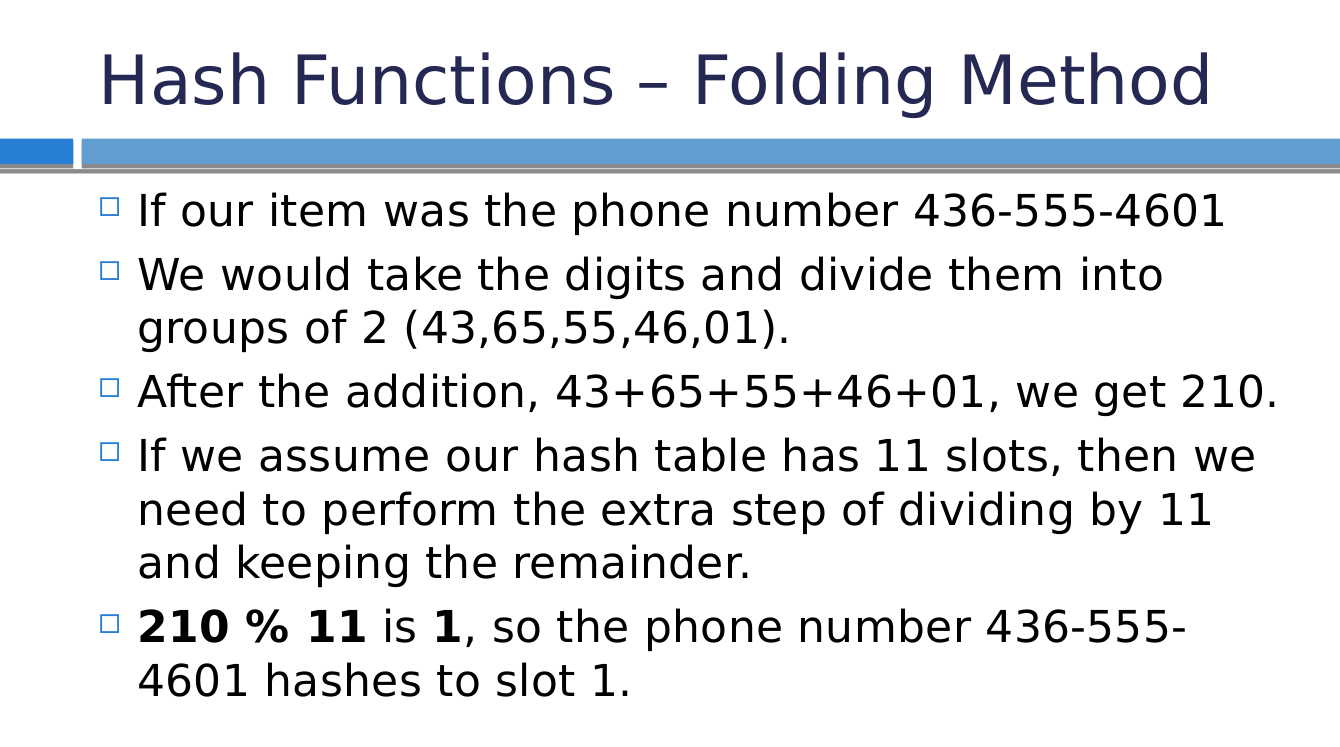 Hash Functions – Folding Method
If our item was the phone number 436-555-4601
We would take the digits and divide them into
groups of 2 (43,65,55,46,01).
After the addition, 43+65+55+46+01, we get 210.
If we assume our hash table has 11 slots, then we
need to perform the extra step of dividing by 11
and keeping the remainder.
210 % 11 is 1, so the phone number 436-555-
4601 hashes to slot 1.